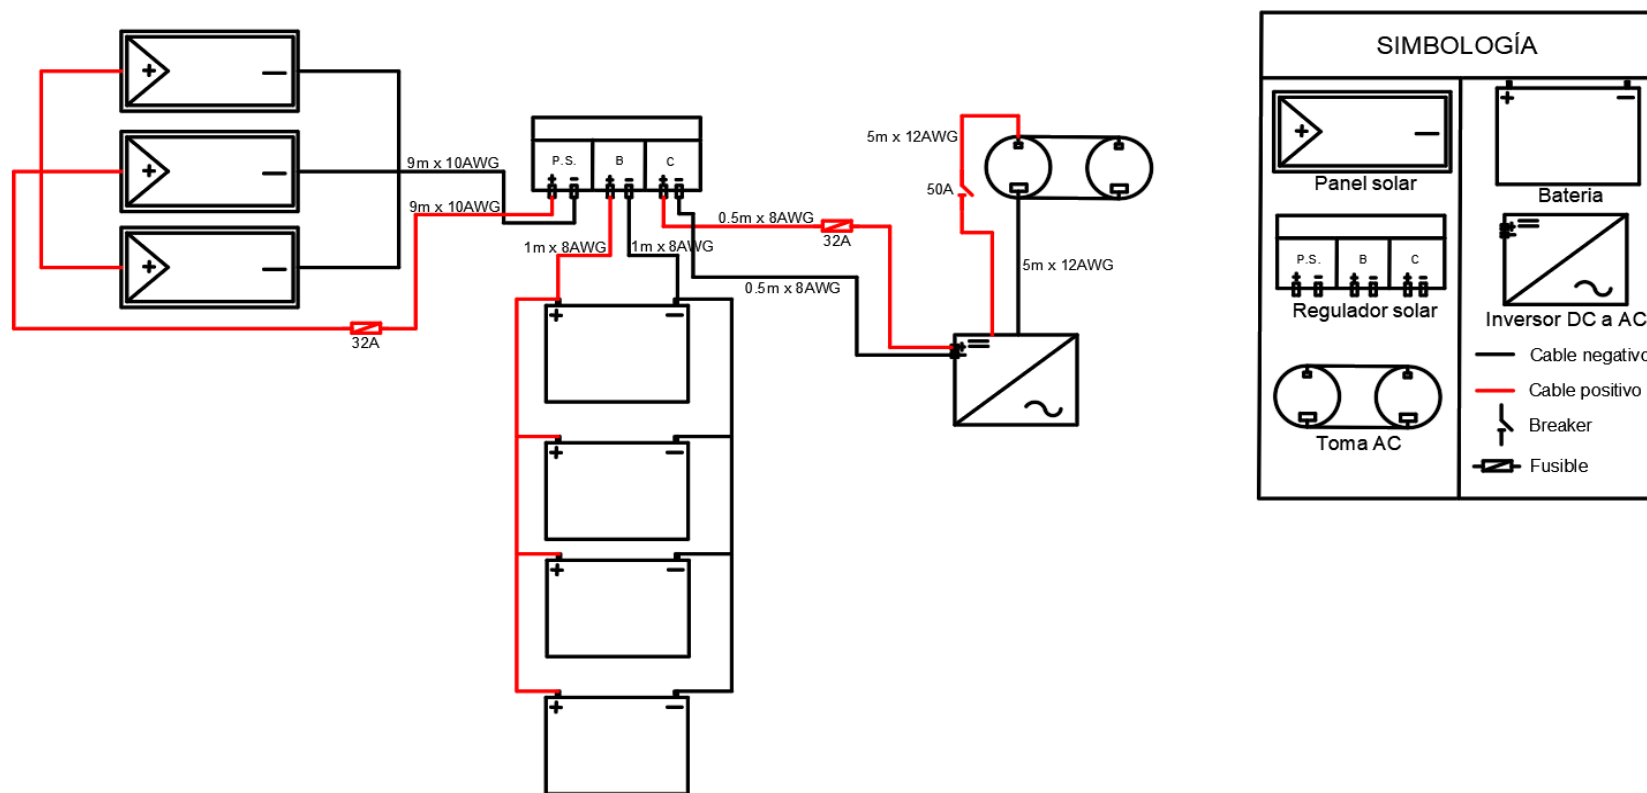 9m x 10AWG
9m x 10AWG
32A
P.S.
B
C
+
-
+
-
+
-
1m x 8AWG
1m x 8AWG
0.5m x 8AWG
32A
0.5m x 8AWG
5m x 12AWG
50A
5m x 12AWG
SIMBOLOGÍA
Panel solar
Bateria
P.S.
B
C
Regulador solar
Inversor DC a AC
Cable negativo
Cable positivo
Breaker
Toma AC
Fusible